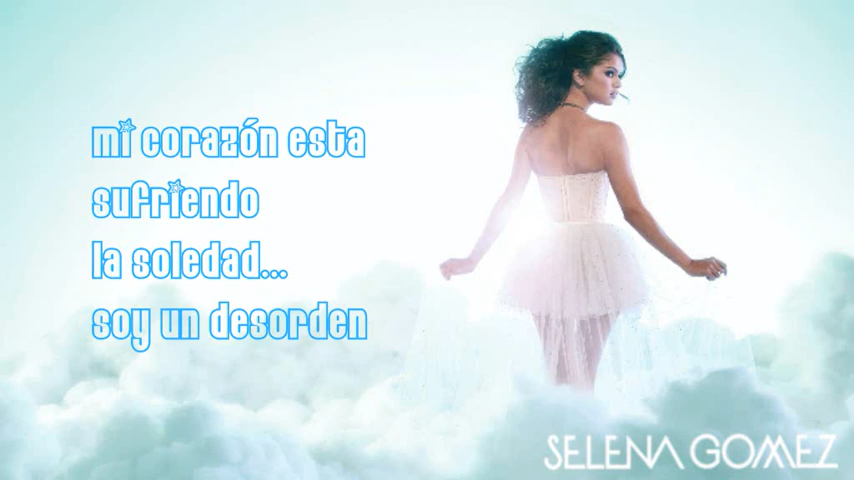 mi corazón esta
sufriendo
la soledad...
soy un desorden
SELENA GOMEZ